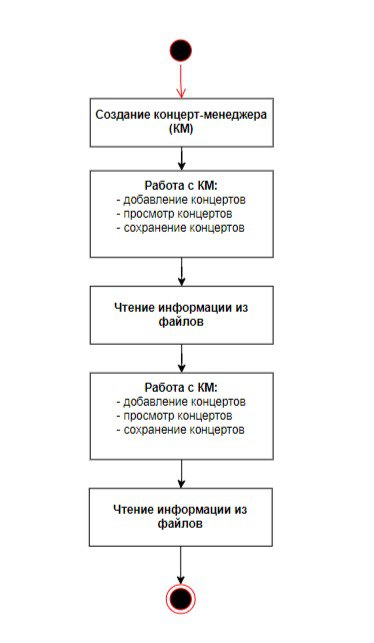 Создание концерт-менеджера
(КМ)
Работа с КМ:
- добавление концертов
- просмотр концертов
- сохранение концертов
Чтение информации из
файлов
Работа с КМ:
- добавление концертов
- просмотр концертов
- сохранение концертов
Чтение информации из
файлов